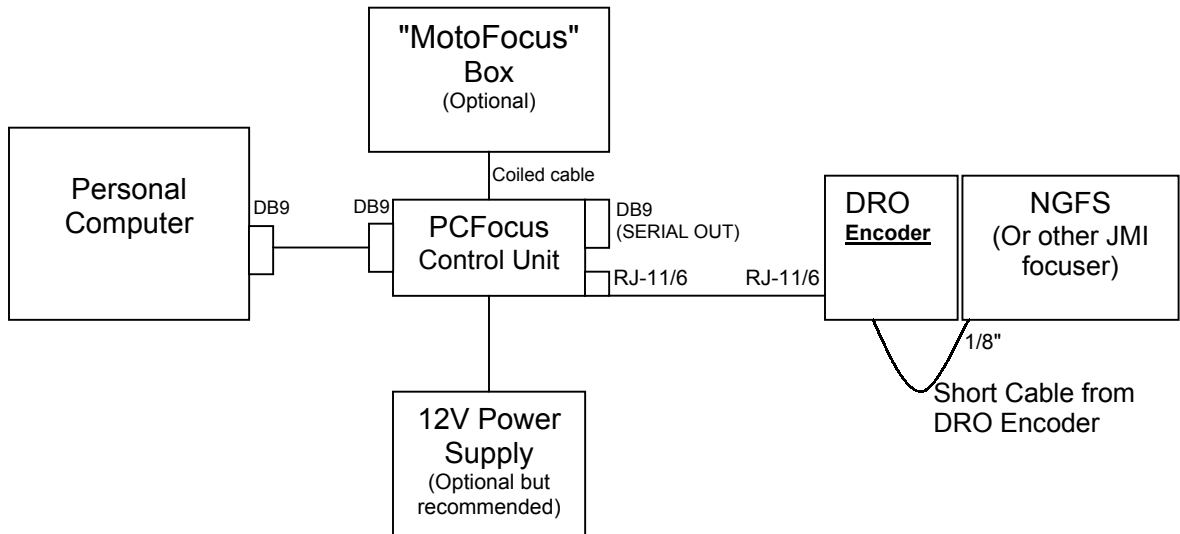 "MotoFocus"
Box
(Optional)
Coiled cable
Personal
Computer
DB9
DB9
PCFocus
Control Unit
DB9
(SERIAL OUT)
RJ-11/6
RJ-11/6
DRO
Encoder
NGFS
(Or other JMI
focuser)
1/8"
Short Cable from
DRO Encoder
12V Power
Supply
(Optional but
recommended)